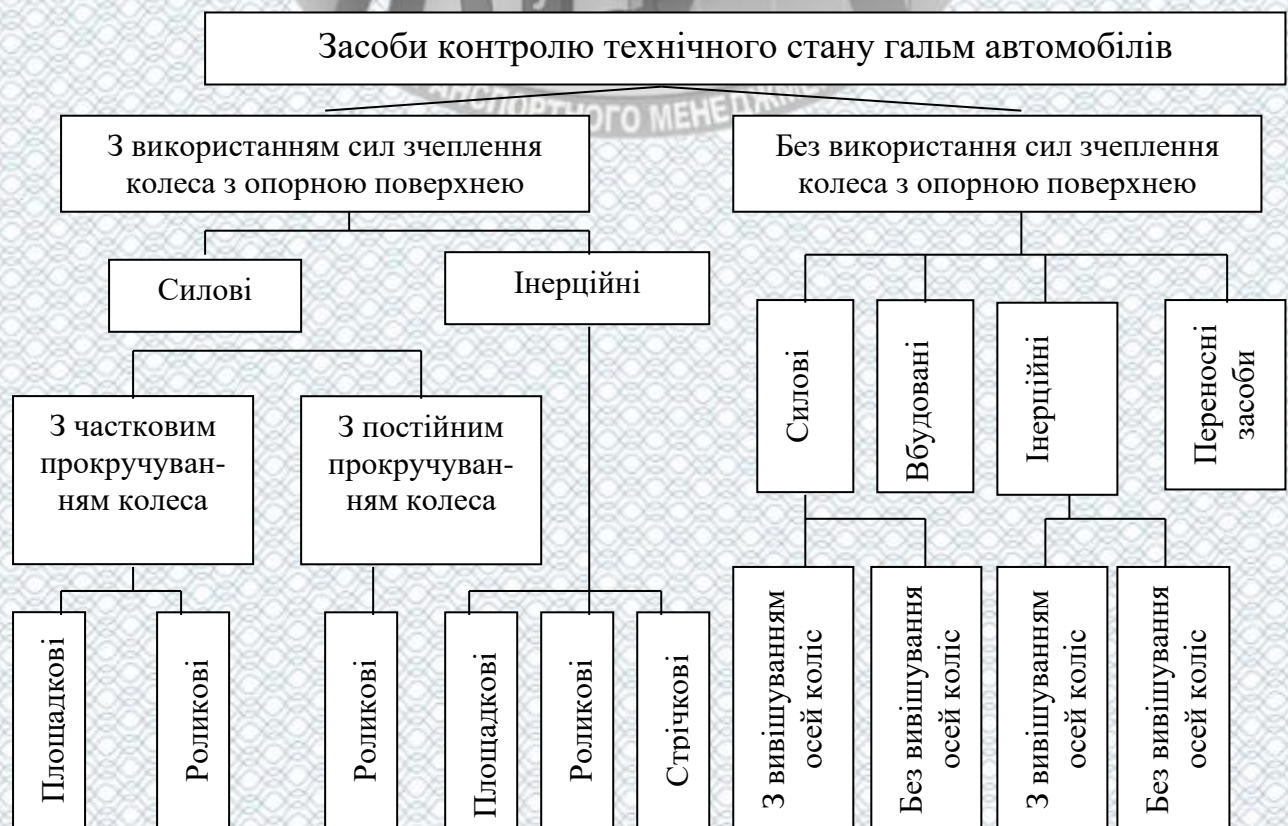 Засоби контролю технічного стану гальм автомобілів
З використанням сил зчеплення
колеса з опорною поверхнею
Без використання сил зчеплення
колеса з опорною поверхнею
Силові
Інерційні
Силові
Вбудовані
Інерційні
Переносні
засоби
З частковим
прокручуван-
ням колеса
З постійним
прокручуван-
ням колеса
Площадкові
Роликові
Роликові
Площадкові
Роликові
Стрічкові
З вивішуванням
осей коліс
Без вивішування
осей коліс
З вивішуванням
осей коліс
Без вивішування
осей коліс